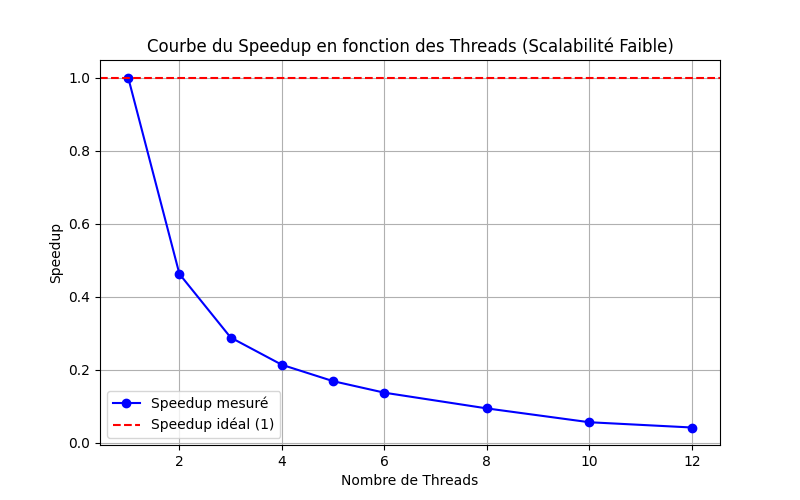 Courbe du Speedup en fonction des Threads (Scalabilité Faible)
1.0
0.8
0.6
0.4
0.2
0.0
Speedup
Speedup mesuré
Speedup idéal (1)
2 4 6 8 10 12
Nombre de Threads